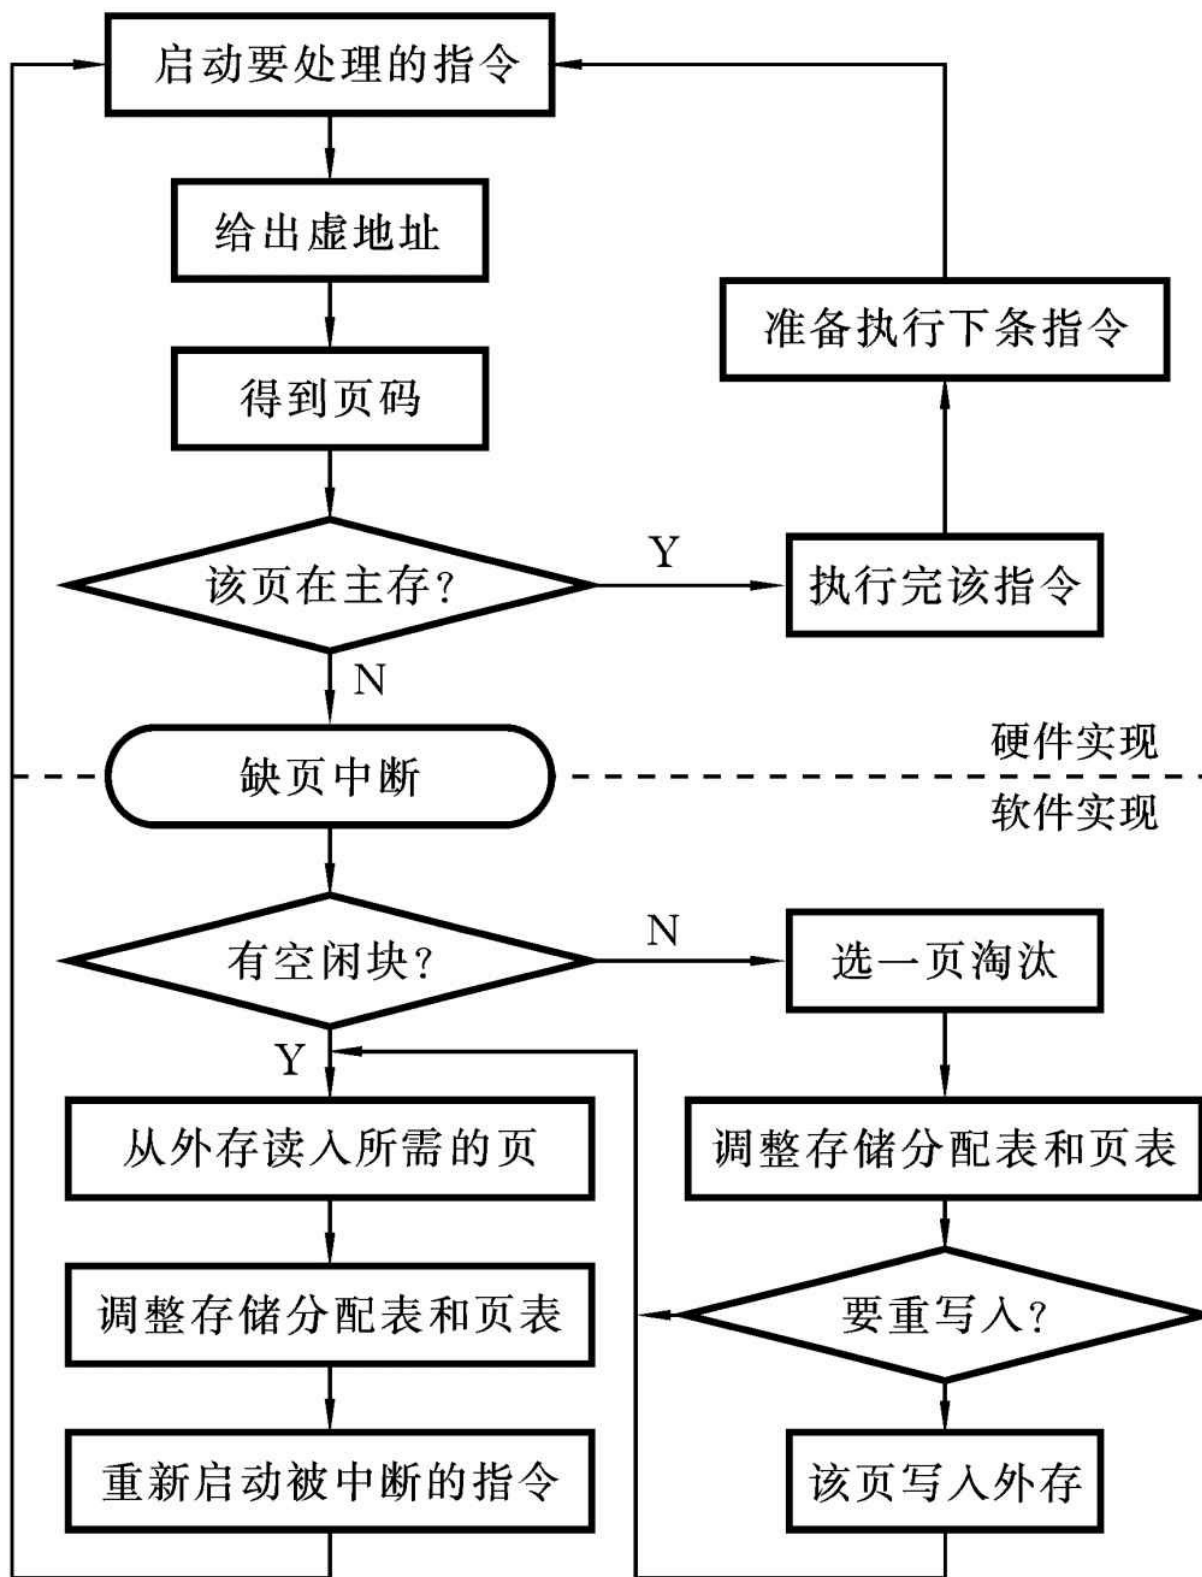 启动要处理的指令
给出虚地址
准备执行下条指令
得到页码
该页在主存?
Y
执行完该指令
N
硬件实现
缺页中断
软件实现
有空闲块?
N
选一页淘汰
Y
从外存读入所需的页
调整存储分配表和页表
调整存储分配表和页表
要重写入?
重新启动被中断的指令
该页写入外存